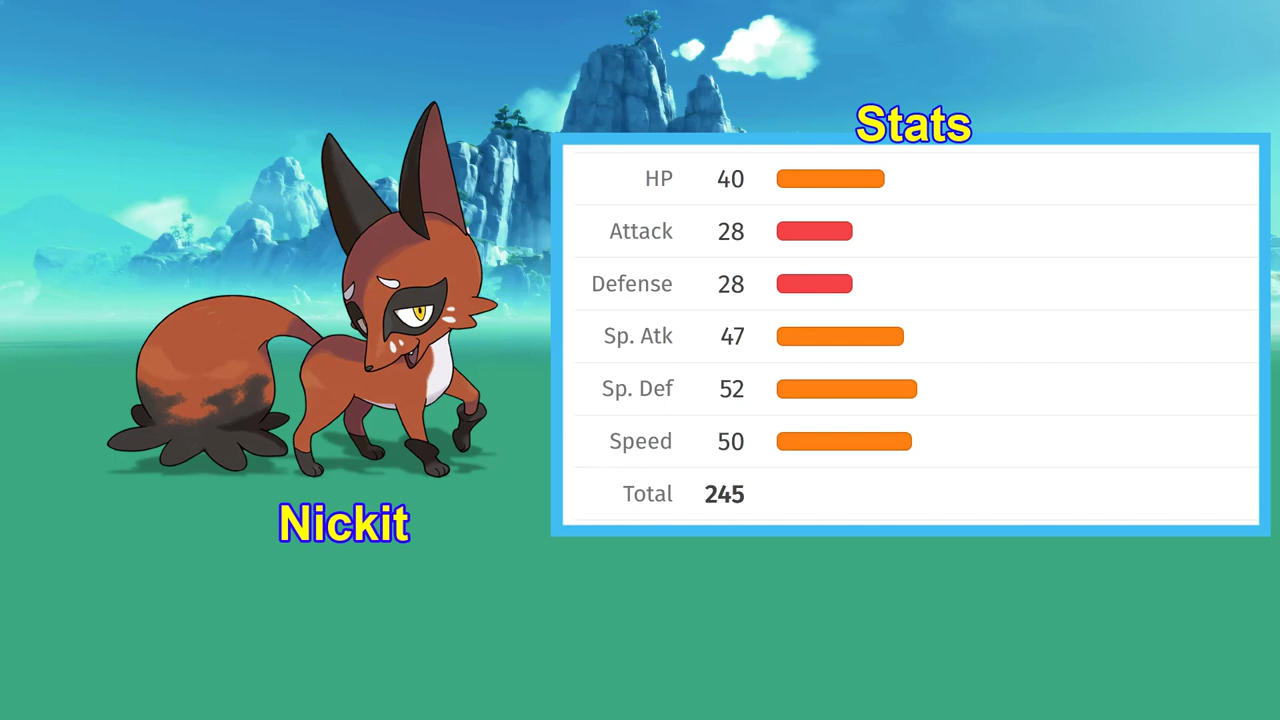 Stats
HP 40
Attack 28
Defense 28
Sp. Atk 47
Sp. Def 52
Speed 50
Total 245
Nickit